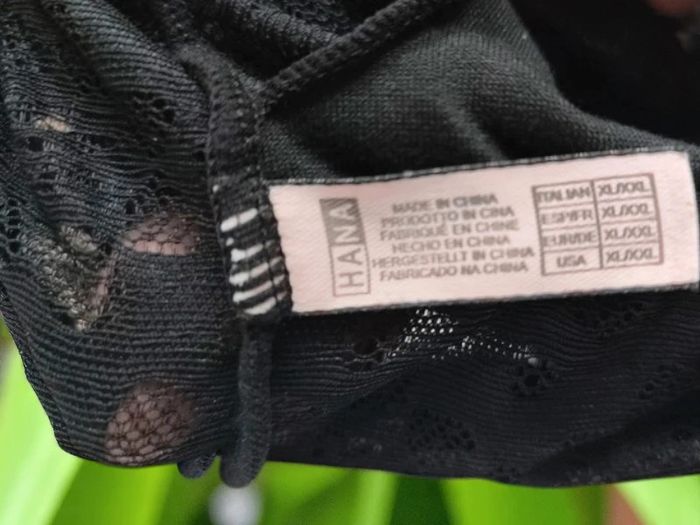 HANA
MADE IN CHINA
PRODOTTO IN CINA
FABRIQUÉ EN CHINE
HECHO EN CHINA
HERGESTELLT IN CHINA
FABRICADO NA CHINA
ITALIAN XL/XXL
ESP/FR XL/XXL
EUR/DE XL/XXL
USA XL/XXL